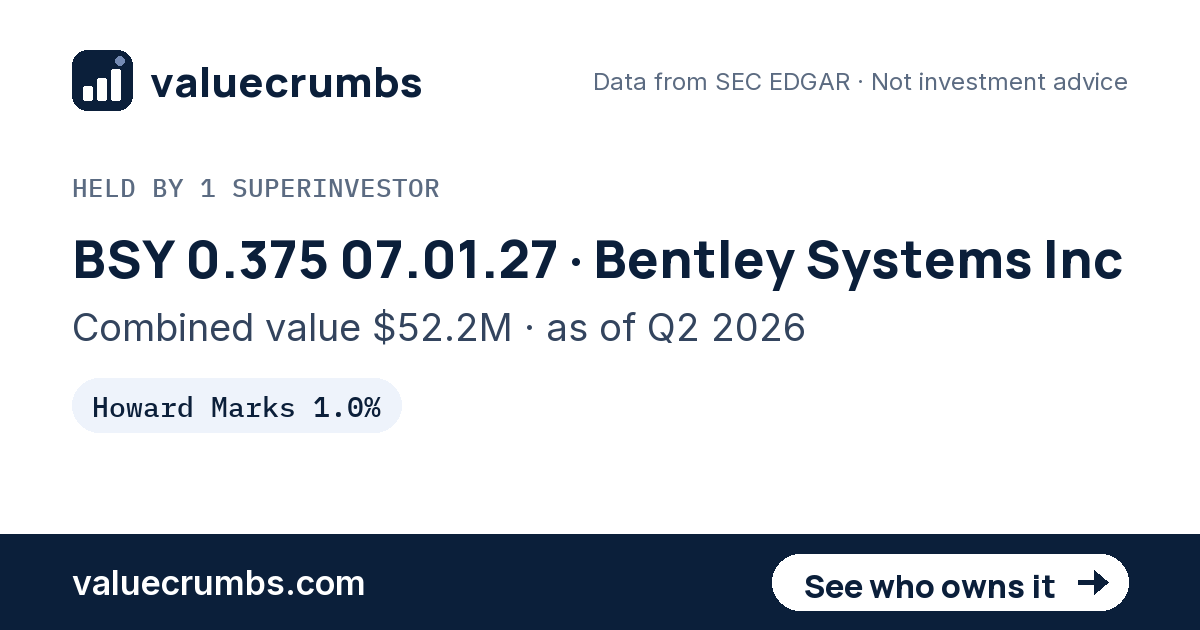 valuecrumbs
Data from SEC EDGAR · Not investment advice
HELD BY 1 SUPERINVESTOR
BSY 0.375 07.01.27 · Bentley Systems Inc
Combined value $52.2M · as of Q2 2026
Howard Marks 1.0%
valuecrumbs.com
See who owns it →